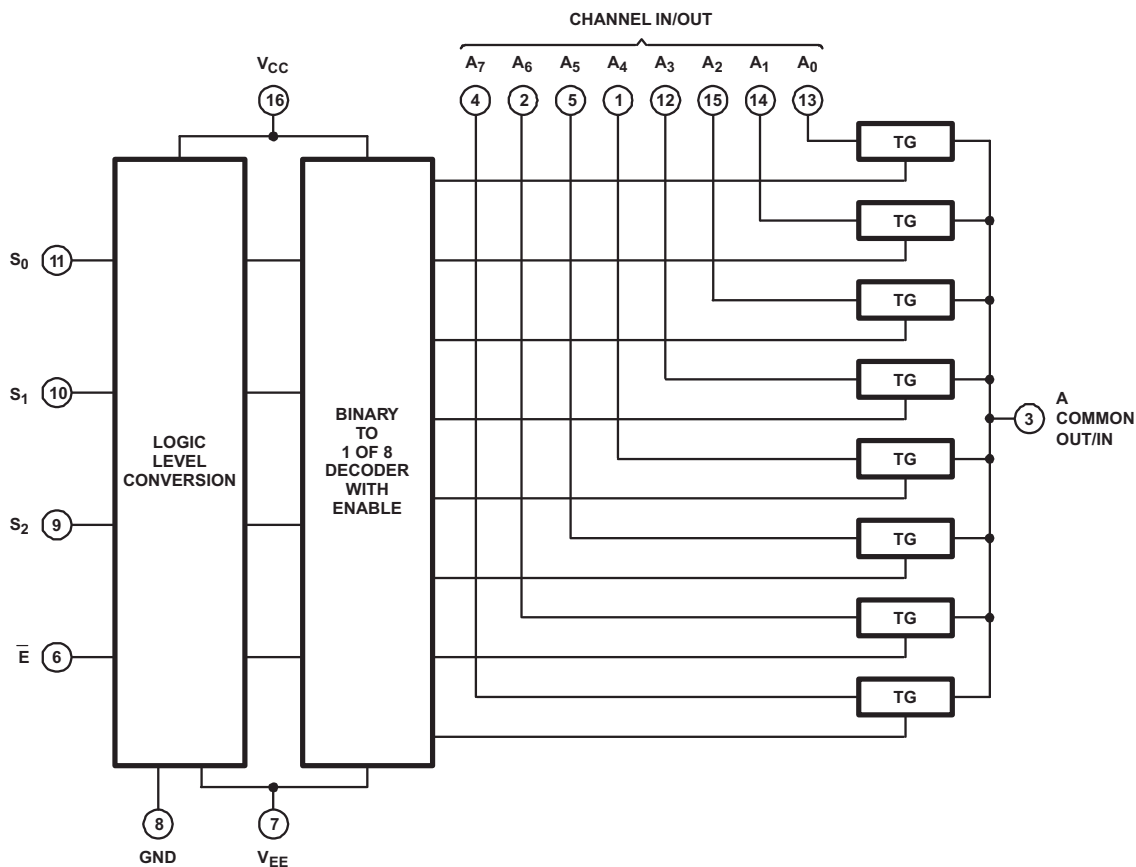 CHANNEL IN/OUT
VCC
A7 A6 A5 A4 A3 A2 A1 A0
16
4 2 5 1 12 15 14 13
TG
TG
S0 11
TG
TG
S1 10
A
COMMON
OUT/IN
3
LOGIC
LEVEL
CONVERSION
BINARY
TO
1 OF 8
DECODER
WITH
ENABLE
TG
S2 9
TG
TG
E̅ 6
TG
8
7
GND
VEE